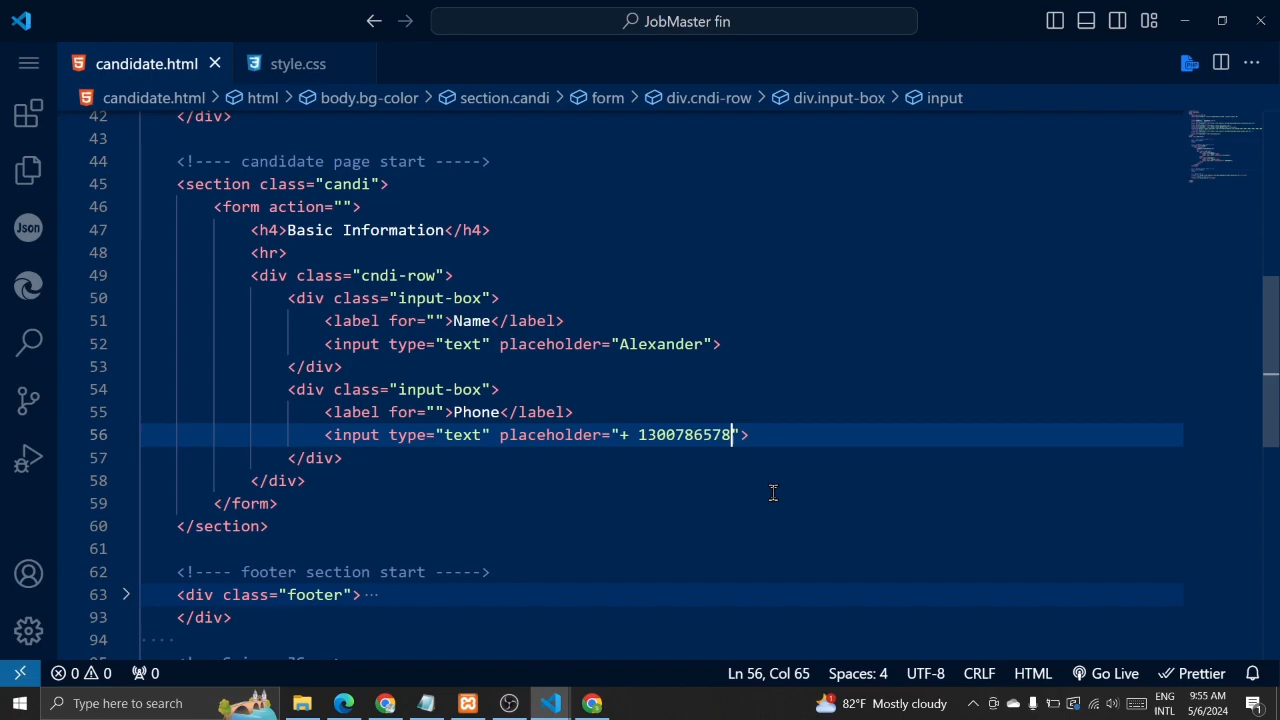 JobMaster fin
candidate.html
style.css
candidate.html > html > body.bg-color > section.candi > form > div.cndi-row > div.input-box > input
42 </div>
43
44 <!---- candidate page start ----->
45 <section class="candi">
46 <form action="">
47 <h4>Basic Information</h4>
48 <hr>
49 <div class="cndi-row">
50 <div class="input-box">
51 <label for="">Name</label>
52 <input type="text" placeholder="Alexander">
53 </div>
54 <div class="input-box">
55 <label for="">Phone</label>
56 <input type="text" placeholder="+ 1300786578">
57 </div>
58 </div>
59 </form>
60 </section>
61
62 <!---- footer section start ----->
63 <div class="footer">···
93 </div>
94 ····
Json
0 0 0
Ln 56, Col 65 Spaces: 4 UTF-8 CRLF HTML Go Live Prettier
Type here to search
82°F Mostly cloudy
ENG
INTL
9:55 AM
5/6/2024